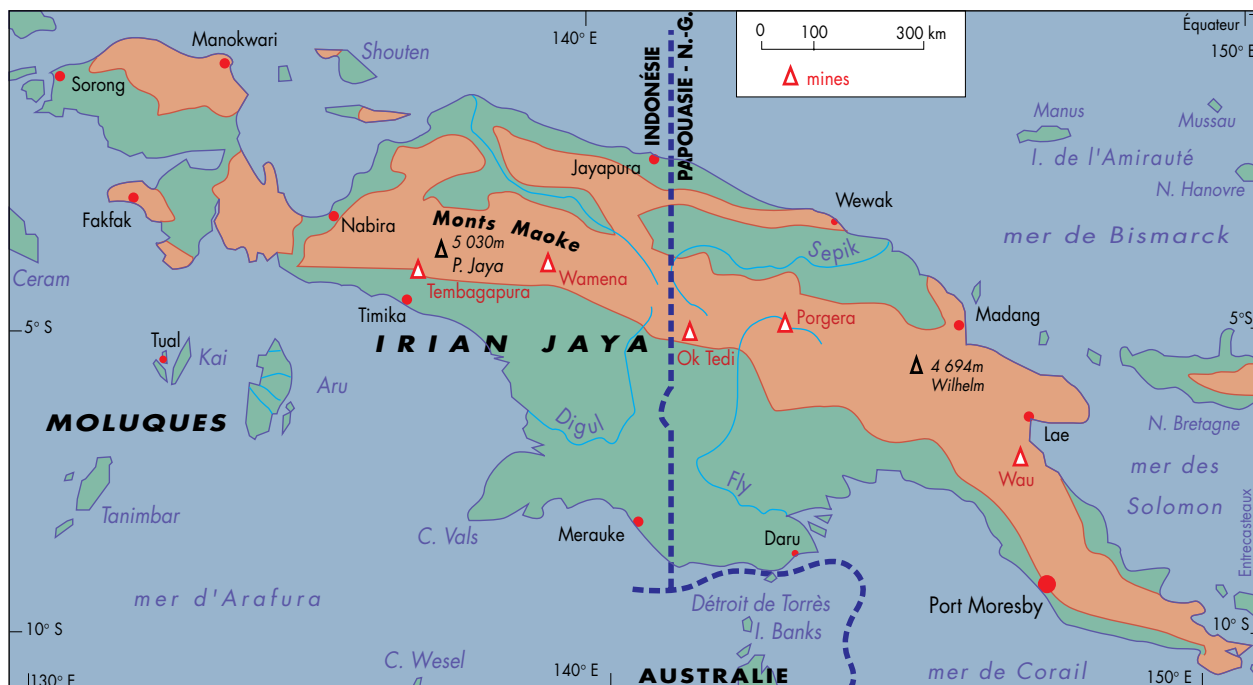 140° E
Équateur
150° E
0 100 300 km
mines
INDONÉSIE
PAPOUASIE - N.-G.
Manokwari
Shouten
Sorong
Manus
Mussau
I. de l'Amirauté
N. Hanovre
Jayapura
Fakfak
Nabira
Wewak
Monts Maoke
5 030m
P. Jaya
Sepik
mer de Bismarck
Ceram
Wamena
Tembagapura
Timika
Porgera
Madang
5° S
5°S
IRIAN JAYA
Ok Tedi
Tual
Kai
Aru
4 694m
Wilhelm
MOLUQUES
Digul
Lae
N. Bretagne
Wau
mer des
Solomon
Fly
Tanimbar
C. Vals
Merauke
Daru
Entrecasteaux
mer d'Arafura
Détroit de Torrès
I. Banks
Port Moresby
10° S
10° S
C. Wesel
130° E
140° E
AUSTRALIE
mer de Corail
150° E